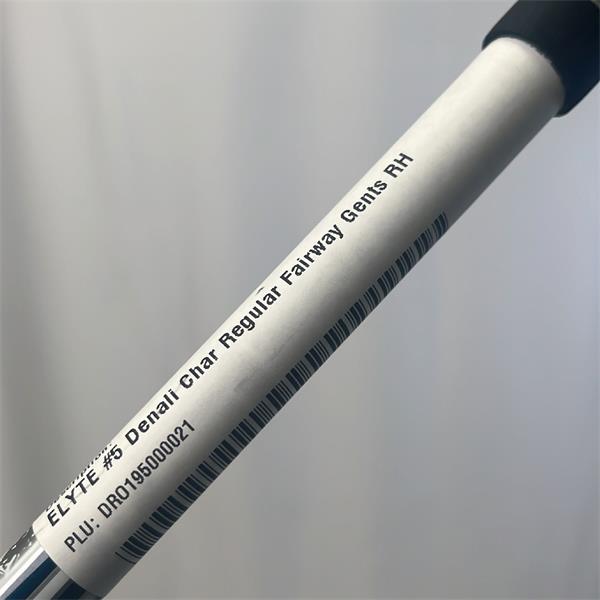 ELYTE #5 Denali Char Regular Fairway Gents RH
PLU: DRO195000021